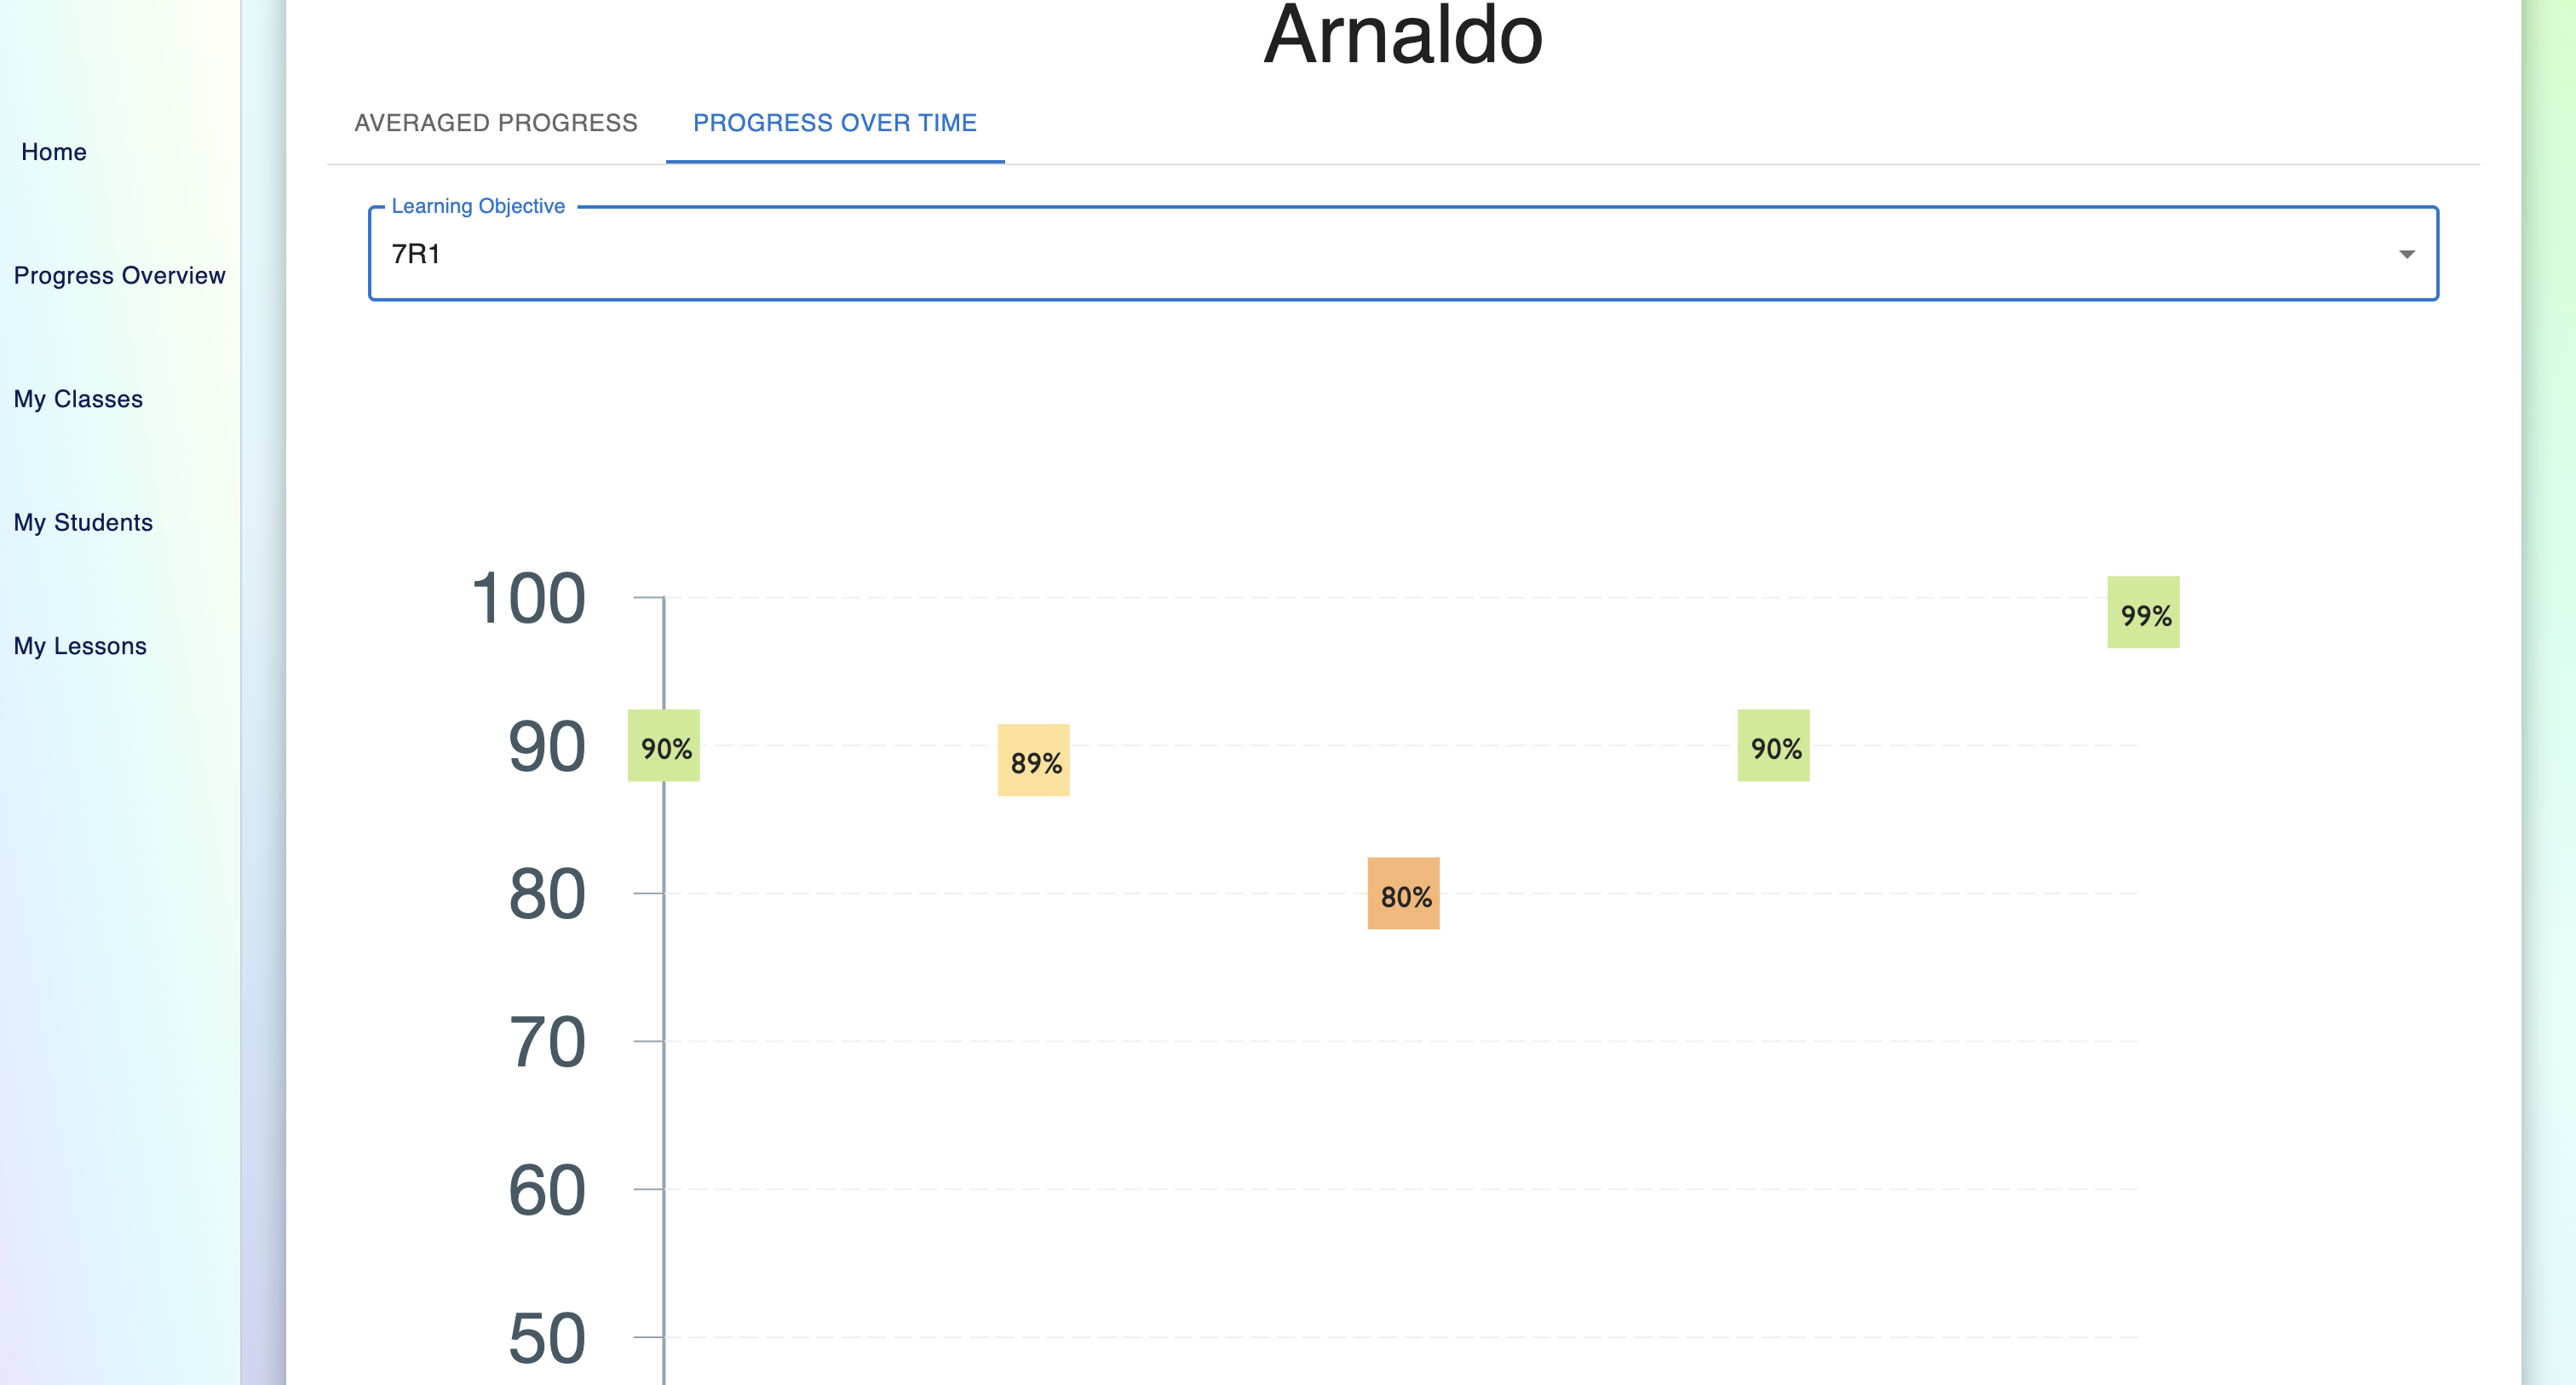 Arnaldo
AVERAGED PROGRESS
PROGRESS OVER TIME
Home
Progress Overview
My Classes
My Students
My Lessons
Learning Objective
7R1
100
90
80
70
60
50
90%
89%
80%
90%
99%